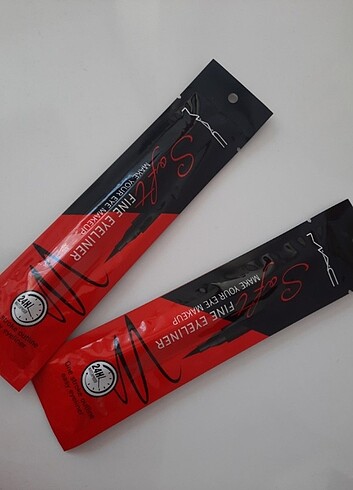 MAC
Soft
MAKE YOUR EYE MAKEUP
FINE EYELINER
24H
MAC
Soft
MAKE YOUR EYE MAKEUP
FINE EYELINER
24H